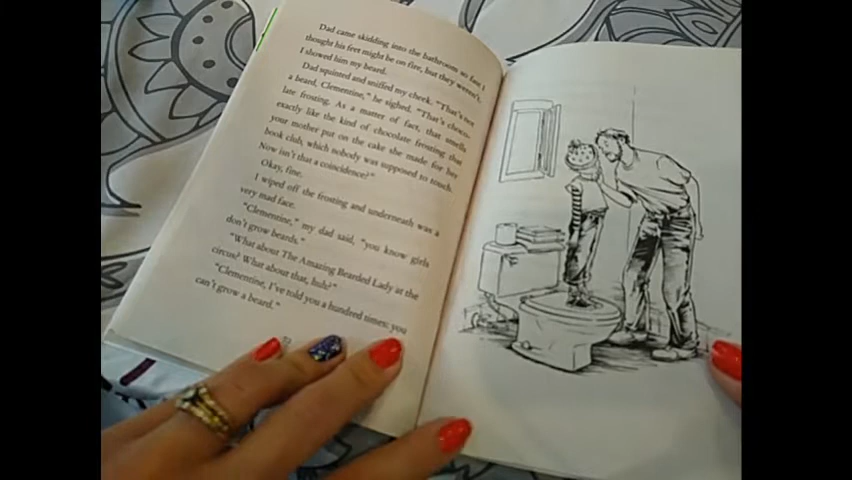 Dad came skidding into the bathroom so fast I
thought his feet might be on fire, but they weren't.
I showed him my beard.
Dad squinted and sniffed my cheek. "That's not
a beard, Clementine," he sighed. "That's choco-
late frosting. As a matter of fact, that smells
exactly like the kind of chocolate frosting that
your mother put on the cake she made for her
book club, which nobody was supposed to touch.
Now isn't that a coincidence?"
Okay, fine.
I wiped off the frosting and underneath was a
very mad face.
"Clementine," my dad said, "you know girls
don't grow beards."
"What about The Amazing Bearded Lady at the
circus? What about that, huh?"
"Clementine, I've told you a hundred times: you
can't grow a beard."